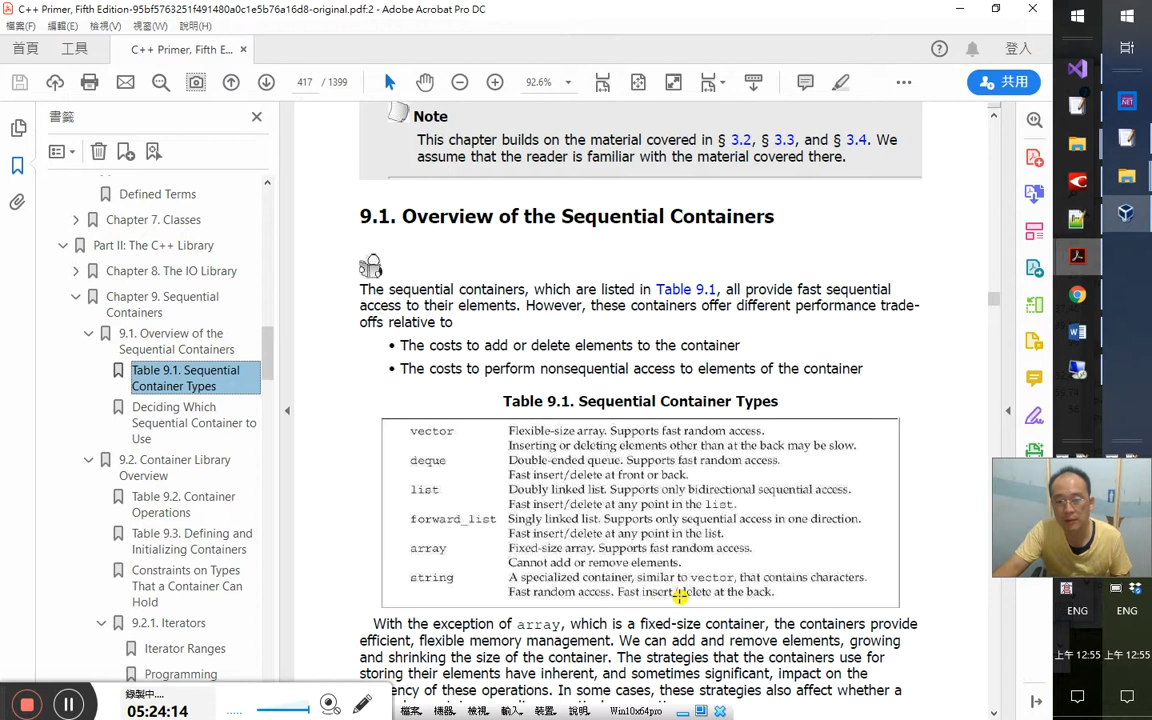 C++ Primer, Fifth Edition-95bf5763251f491480a0c1e5b76a16d8-original.pdf:2 - Adobe Acrobat Pro DC
檔案(F) 編輯(E) 檢視(V) 視窗(W) 說明(H)
首頁 工具 C++ Primer, Fifth E... × 登入
417 / 1399 92.6% 共用
書籤
Defined Terms
Chapter 7. Classes
Part II: The C++ Library
Chapter 8. The IO Library
Chapter 9. Sequential
Containers
9.1. Overview of the
Sequential Containers
Table 9.1. Sequential
Container Types
Deciding Which
Sequential Container to
Use
9.2. Container Library
Overview
Table 9.2. Container
Operations
Table 9.3. Defining and
Initializing Containers
Constraints on Types
That a Container Can
Hold
9.2.1. Iterators
Iterator Ranges
Programming
Note
This chapter builds on the material covered in § 3.2, § 3.3, and § 3.4. We
assume that the reader is familiar with the material covered there.
9.1. Overview of the Sequential Containers
The sequential containers, which are listed in Table 9.1, all provide fast sequential
access to their elements. However, these containers offer different performance trade-
offs relative to
• The costs to add or delete elements to the container
• The costs to perform nonsequential access to elements of the container
Table 9.1. Sequential Container Types
vector Flexible-size array. Supports fast random access.
Inserting or deleting elements other than at the back may be slow.
deque Double-ended queue. Supports fast random access.
Fast insert/delete at front or back.
list Doubly linked list. Supports only bidirectional sequential access.
Fast insert/delete at any point in the list.
forward_list Singly linked list. Supports only sequential access in one direction.
Fast insert/delete at any point in the list.
array Fixed-size array. Supports fast random access.
Cannot add or remove elements.
string A specialized container, similar to vector, that contains characters.
Fast random access. Fast insert/delete at the back.
With the exception of array, which is a fixed-size container, the containers provide
efficient, flexible memory management. We can add and remove elements, growing
and shrinking the size of the container. The strategies that the containers use for
storing their elements have inherent, and sometimes significant, impact on the
of these operations. In some cases, these strategies also affect whether a
錄製中....
05:24:14
檔案 機器 檢視 輸入 裝置 說明 Win10x64pro
.NET
ENG ENG
上午 12:55 上午 12:55